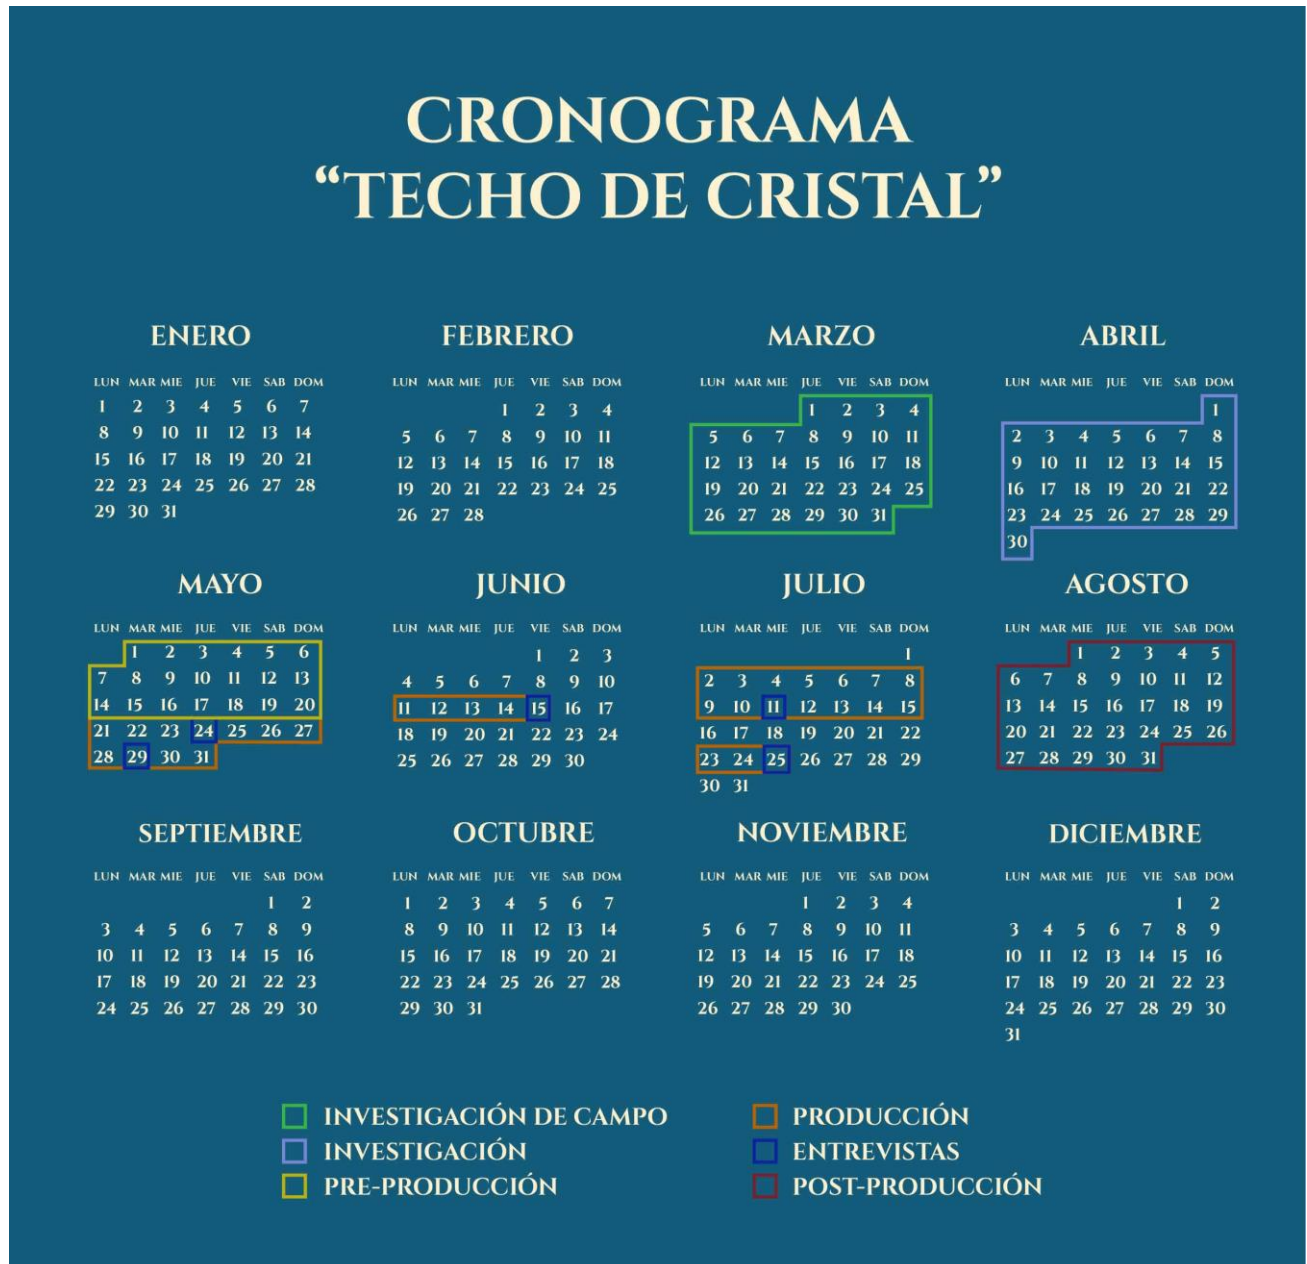 CRONOGRAMA
“TECHO DE CRISTAL”
ENERO
LUN MAR MIE JUE VIE SAB DOM
1 2 3 4 5 6 7
8 9 10 11 12 13 14
15 16 17 18 19 20 21
22 23 24 25 26 27 28
29 30 31
FEBRERO
LUN MAR MIE JUE VIE SAB DOM
1 2 3 4
5 6 7 8 9 10 11
12 13 14 15 16 17 18
19 20 21 22 23 24 25
26 27 28
MARZO
LUN MAR MIE JUE VIE SAB DOM
1 2 3 4
5 6 7 8 9 10 11
12 13 14 15 16 17 18
19 20 21 22 23 24 25
26 27 28 29 30 31
ABRIL
LUN MAR MIE JUE VIE SAB DOM
1
2 3 4 5 6 7 8
9 10 11 12 13 14 15
16 17 18 19 20 21 22
23 24 25 26 27 28 29
30
MAYO
LUN MAR MIE JUE VIE SAB DOM
1 2 3 4 5 6
7 8 9 10 11 12 13
14 15 16 17 18 19 20
21 22 23 24 25 26 27
28 29 30 31
JUNIO
LUN MAR MIE JUE VIE SAB DOM
1 2 3
4 5 6 7 8 9 10
11 12 13 14 15 16 17
18 19 20 21 22 23 24
25 26 27 28 29 30
JULIO
LUN MAR MIE JUE VIE SAB DOM
1
2 3 4 5 6 7 8
9 10 11 12 13 14 15
16 17 18 19 20 21 22
23 24 25 26 27 28 29
30 31
AGOSTO
LUN MAR MIE JUE VIE SAB DOM
1 2 3 4 5
6 7 8 9 10 11 12
13 14 15 16 17 18 19
20 21 22 23 24 25 26
27 28 29 30 31
SEPTIEMBRE
LUN MAR MIE JUE VIE SAB DOM
1 2
3 4 5 6 7 8 9
10 11 12 13 14 15 16
17 18 19 20 21 22 23
24 25 26 27 28 29 30
OCTUBRE
LUN MAR MIE JUE VIE SAB DOM
1 2 3 4 5 6 7
8 9 10 11 12 13 14
15 16 17 18 19 20 21
22 23 24 25 26 27 28
29 30 31
NOVIEMBRE
LUN MAR MIE JUE VIE SAB DOM
1 2 3 4
5 6 7 8 9 10 11
12 13 14 15 16 17 18
19 20 21 22 23 24 25
26 27 28 29 30
DICIEMBRE
LUN MAR MIE JUE VIE SAB DOM
1 2
3 4 5 6 7 8 9
10 11 12 13 14 15 16
17 18 19 20 21 22 23
24 25 26 27 28 29 30
31
INVESTIGACIÓN DE CAMPO
INVESTIGACIÓN
PRE-PRODUCCIÓN
PRODUCCIÓN
ENTREVISTAS
POST-PRODUCCIÓN